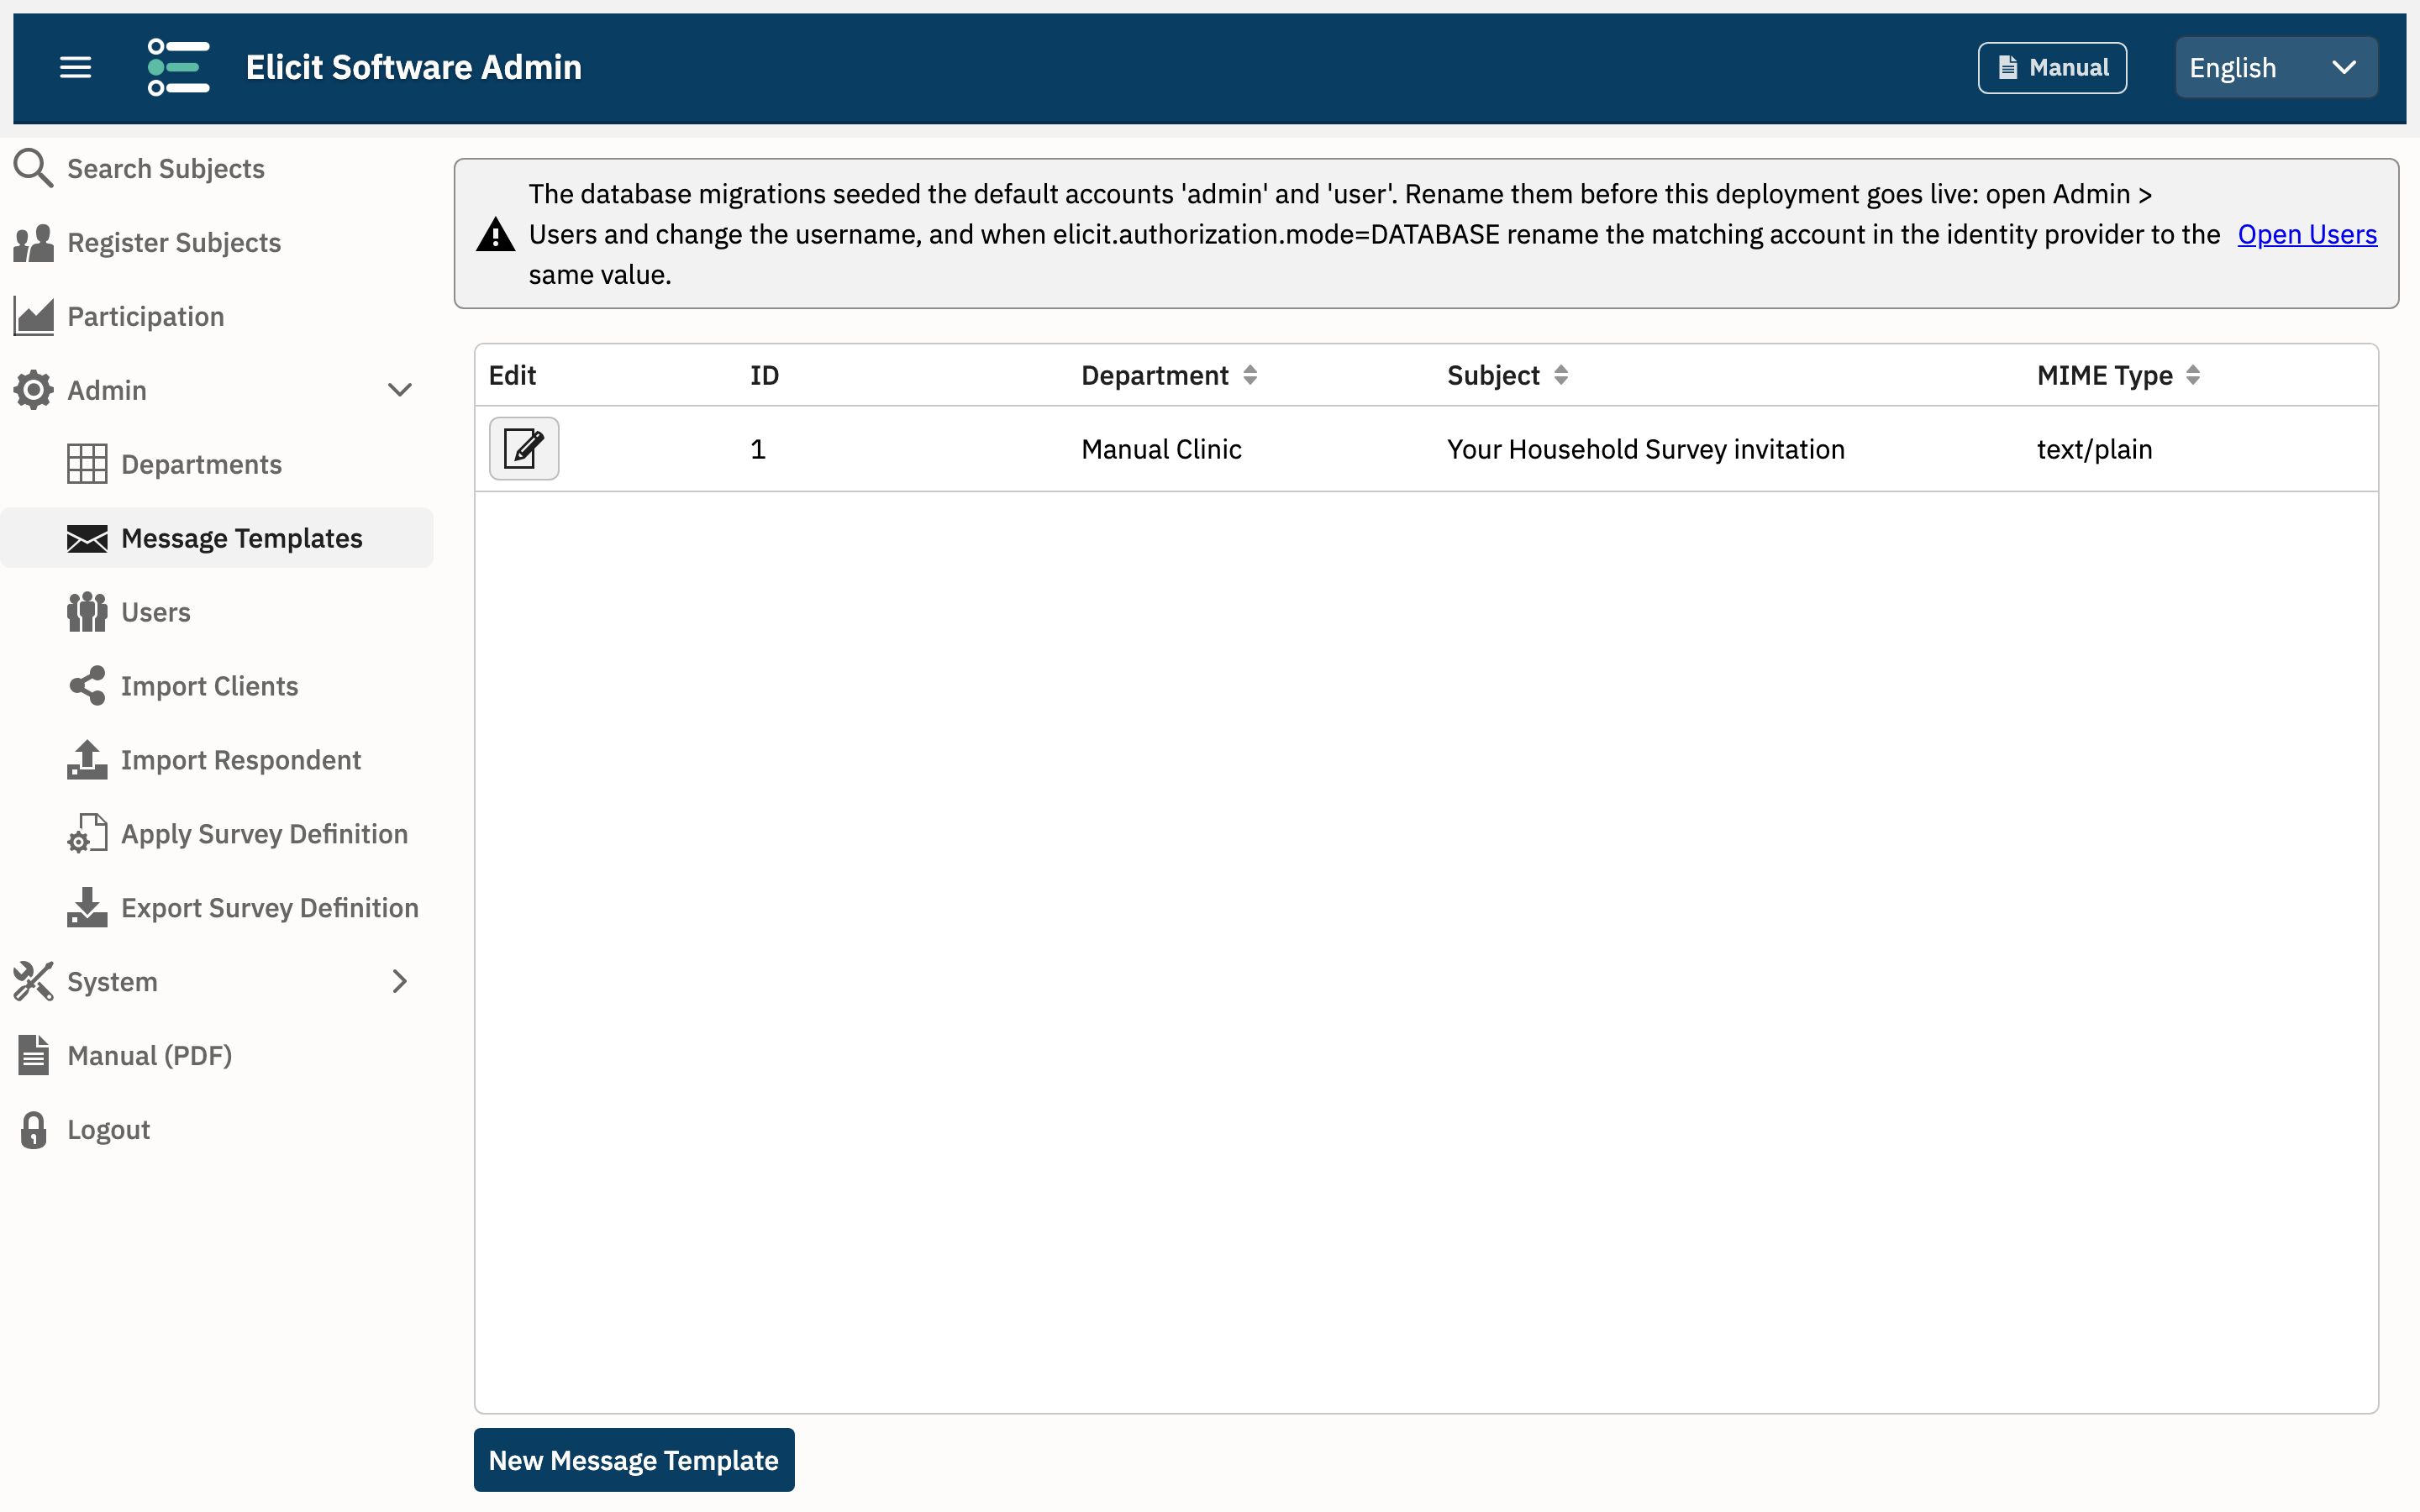 Elicit Software Admin
Manual
English
Search Subjects
Register Subjects
Participation
Admin
Departments
Message Templates
Users
Import Clients
Import Respondent
Apply Survey Definition
Export Survey Definition
System
Manual (PDF)
Logout
The database migrations seeded the default accounts 'admin' and 'user'. Rename them before this deployment goes live: open Admin >
Users and change the username, and when elicit.authorization.mode=DATABASE rename the matching account in the identity provider to the
same value.
Open Users
Edit ID Department Subject MIME Type
1 Manual Clinic Your Household Survey invitation text/plain
New Message Template